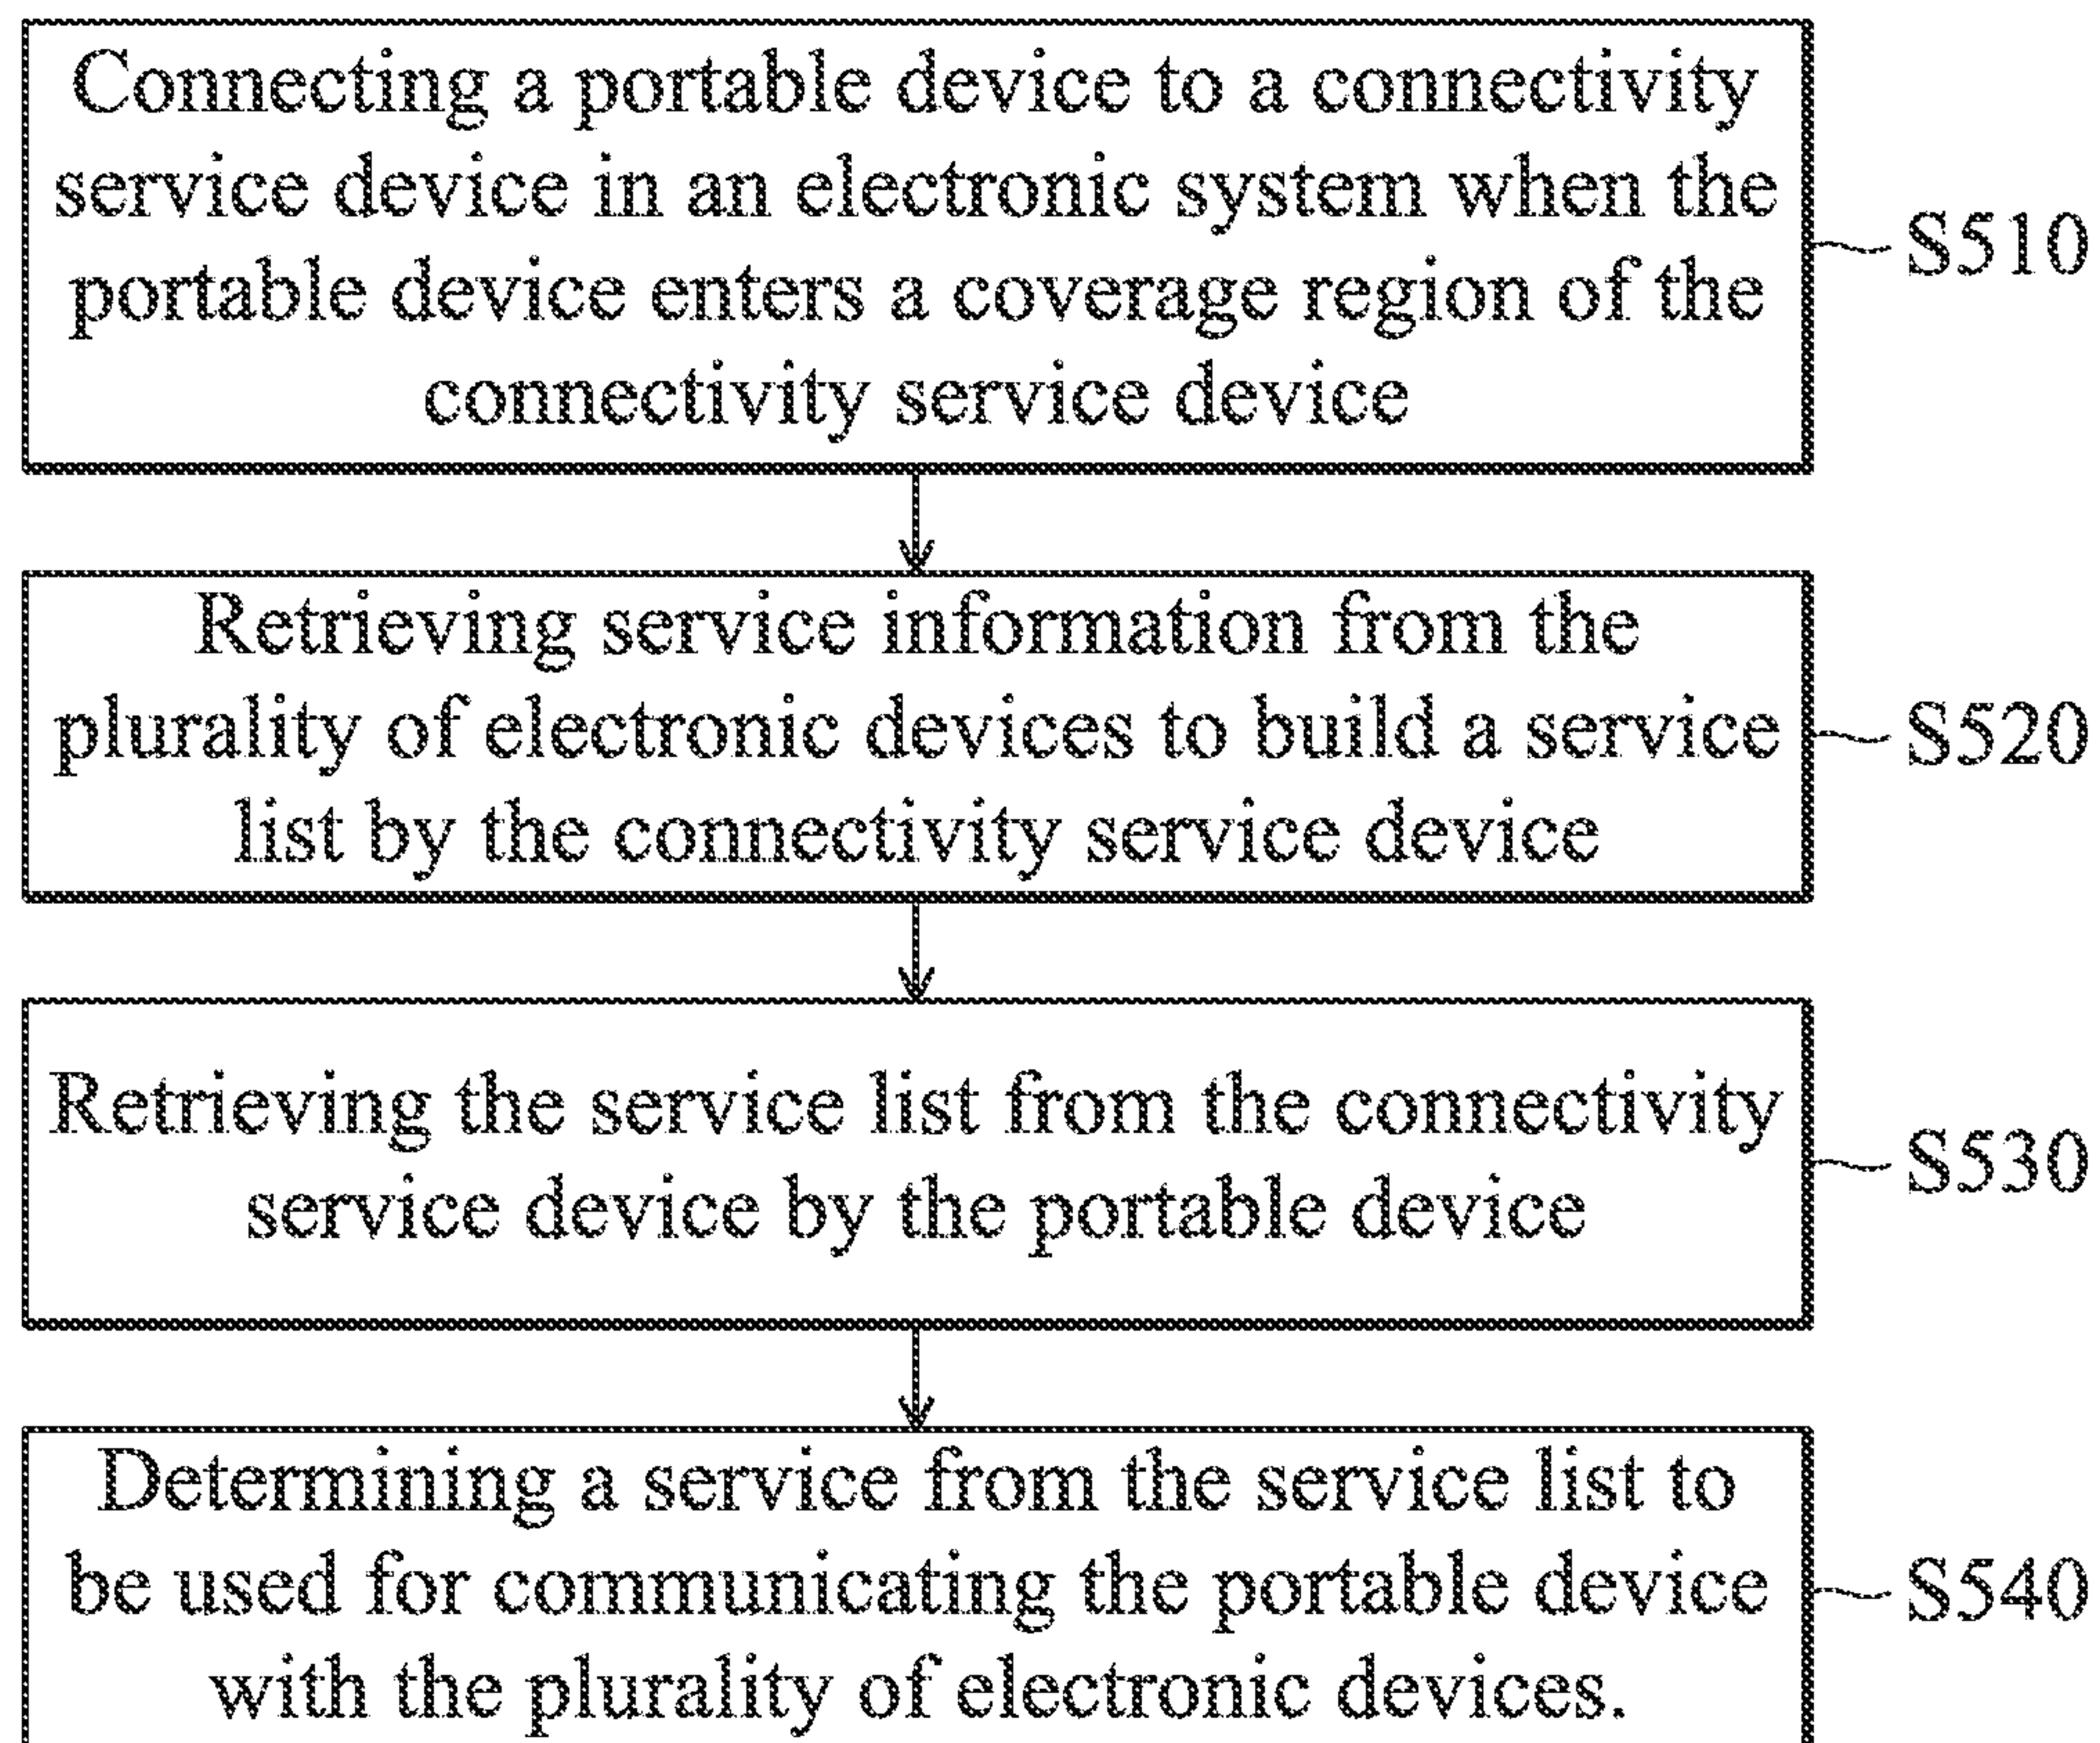 Connecting a portable device to a connectivity
service device in an electronic system when the
portable device enters a coverage region of the
connectivity service device
S510
Retrieving service information from the
plurality of electronic devices to build a service
list by the connectivity service device
S520
Retrieving the service list from the connectivity
service device by the portable device
S530
Determining a service from the service list to
be used for communicating the portable device
with the plurality of electronic devices.
S540